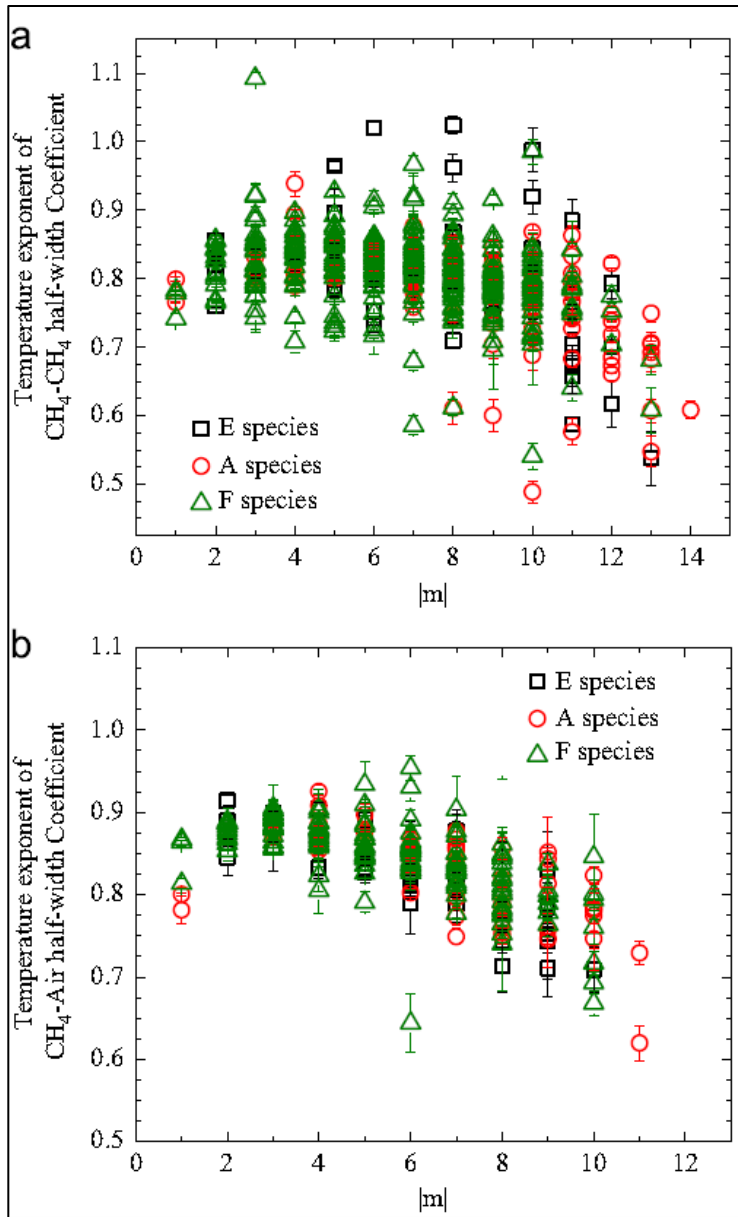 a
Temperature exponent of
CH₄-CH₄ half-width Coefficient
1.1
1.0
0.9
0.8
0.7
0.6
0.5
E species
A species
F species
0 2 4 6 8 10 12 14
|m|
b
Temperature exponent of
CH₄-Air half-width Coefficient
1.1
1.0
0.9
0.8
0.7
0.6
0.5
E species
A species
F species
0 2 4 6 8 10 12
|m|